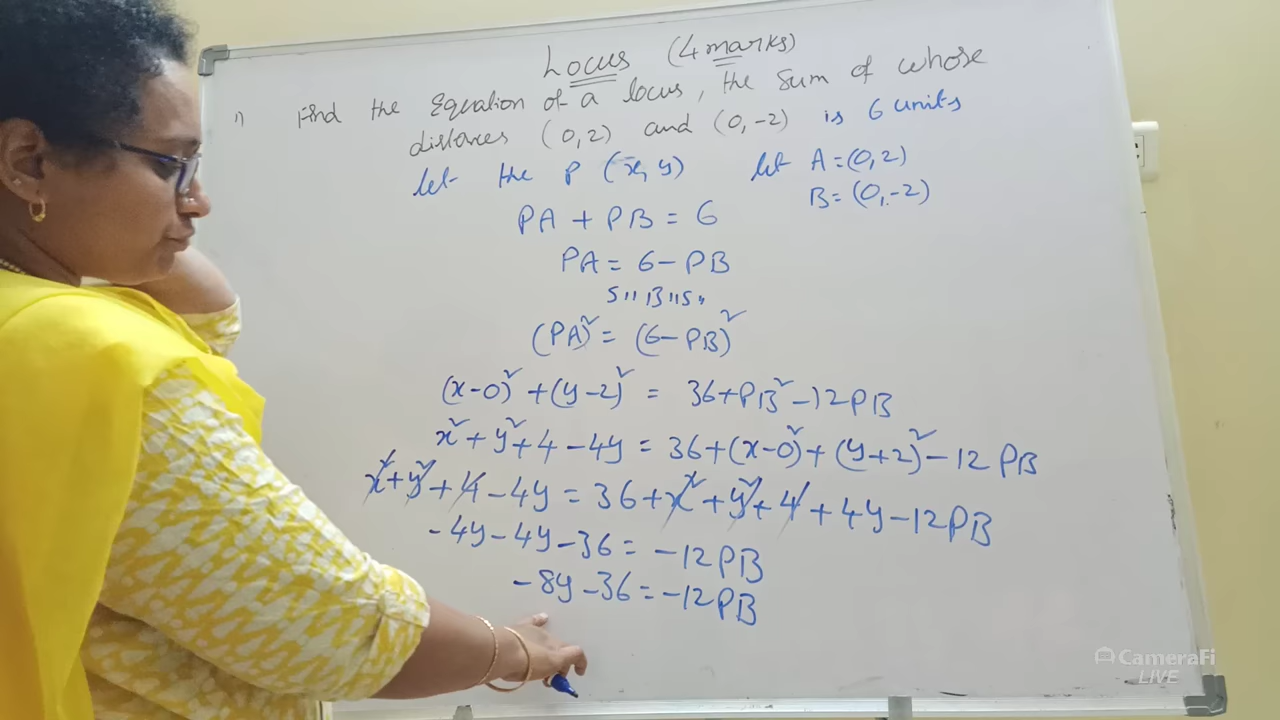 Locus (4 marks)
1) Find the Equation of a locus, the sum of whose
distances (0,2) and (0,-2) is 6 units
let the P (x, y) let A = (0,2)
B = (0,-2)
PA + PB = 6
PA = 6 - PB
S'' B'' S''
(PA)² = (6 - PB)²
(x-0)² + (y-2)² = 36 + PB² - 12PB
x² + y² + 4 - 4y = 36 + (x-0)² + (y+2)² - 12 PB
x² + y² + 4 - 4y = 36 + x² + y² + 4 + 4y - 12PB
-4y - 4y - 36 = -12PB
-8y - 36 = -12PB
CameraFi
LIVE